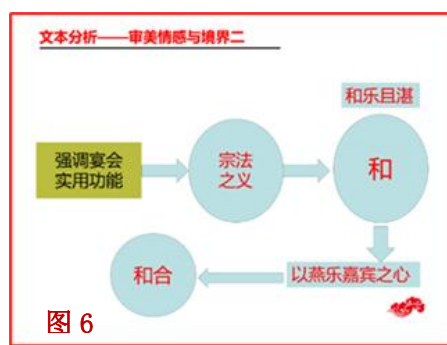 文本分析——审美情感与境界二
和乐且湛
强调宴会
实用功能
宗法
之义
和
和合
以燕乐嘉宾之心
图 6